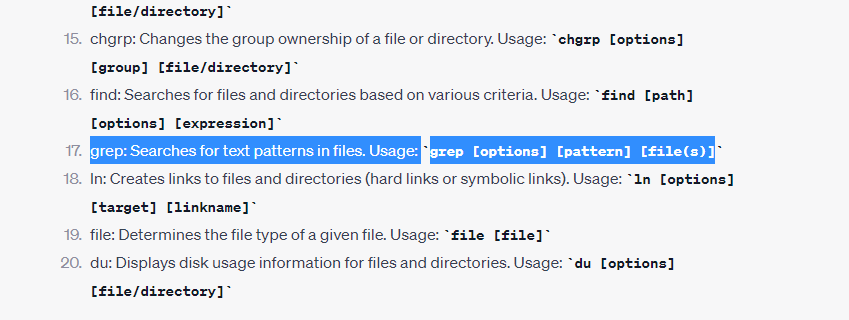 [file/directory]`
15. chgrp: Changes the group ownership of a file or directory. Usage: `chgrp [options]
[group] [file/directory]`
16. find: Searches for files and directories based on various criteria. Usage: `find [path]
[options] [expression]`
17. grep: Searches for text patterns in files. Usage: `grep [options] [pattern] [file(s)]`
18. ln: Creates links to files and directories (hard links or symbolic links). Usage: `ln [options]
[target] [linkname]`
19. file: Determines the file type of a given file. Usage: `file [file]`
20. du: Displays disk usage information for files and directories. Usage: `du [options]
[file/directory]`